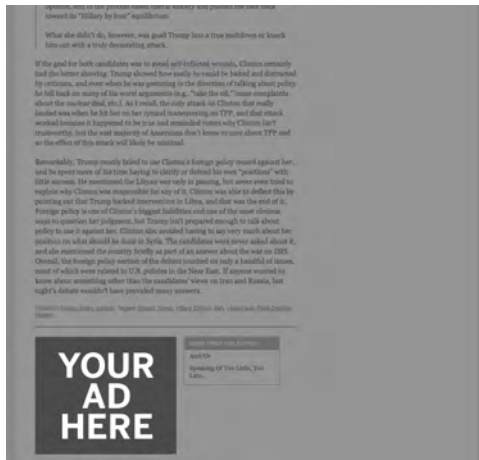 toward its "Hillary by four" equilibrium.
What she didn't do, however, was goad Trump into a true meltdown or knock
him out with a truly devastating attack.
If the goal for both candidates was to avoid self-inflicted wounds, Clinton certainly
had the better showing. Trump showed how easily he could be baited and distracted
by criticism, and even when he was gesturing in the direction of talking about policy
he fell back on many of his worst arguments (e.g., "take the oil," inane complaints
about the nuclear deal, etc.). As I recall, the only attack on Clinton that really
landed was when he hit her on her cynical maneuvering on TPP, and that attack
worked because it happened to be true and reminded voters why Clinton isn't
trustworthy, but the vast majority of Americans don't know or care about TPP and
so the effect of this attack will likely be minimal.
Remarkably, Trump mostly failed to use Clinton's foreign policy record against her,
and he spent more of his time having to clarify or defend his own "positions" with
little success. He mentioned the Libyan war only in passing, but never even tried to
explain why Clinton was responsible for any of it. Clinton was able to deflect this by
pointing out that Trump backed intervention in Libya, and that was the end of it.
Foreign policy is one of Clinton's biggest liabilities and one of the most obvious
ways to question her judgment, but Trump isn't prepared enough to talk about
policy to use it against her. Clinton also avoided having to say very much about her
position on what should be done in Syria. The candidates were never asked about it,
and she mentioned the country briefly as part of an answer about the war on ISIS.
Overall, the foreign policy section of the debate touched on only a handful of issues,
most of which were related to U.S. policies in the Near East. If anyone wanted to
know about something other than the candidates' views on Iran and Russia, last
night's debate wouldn't have provided many answers.
YOUR
AD
HERE
And/Or
Speaking Of Too Little, Too
Late...